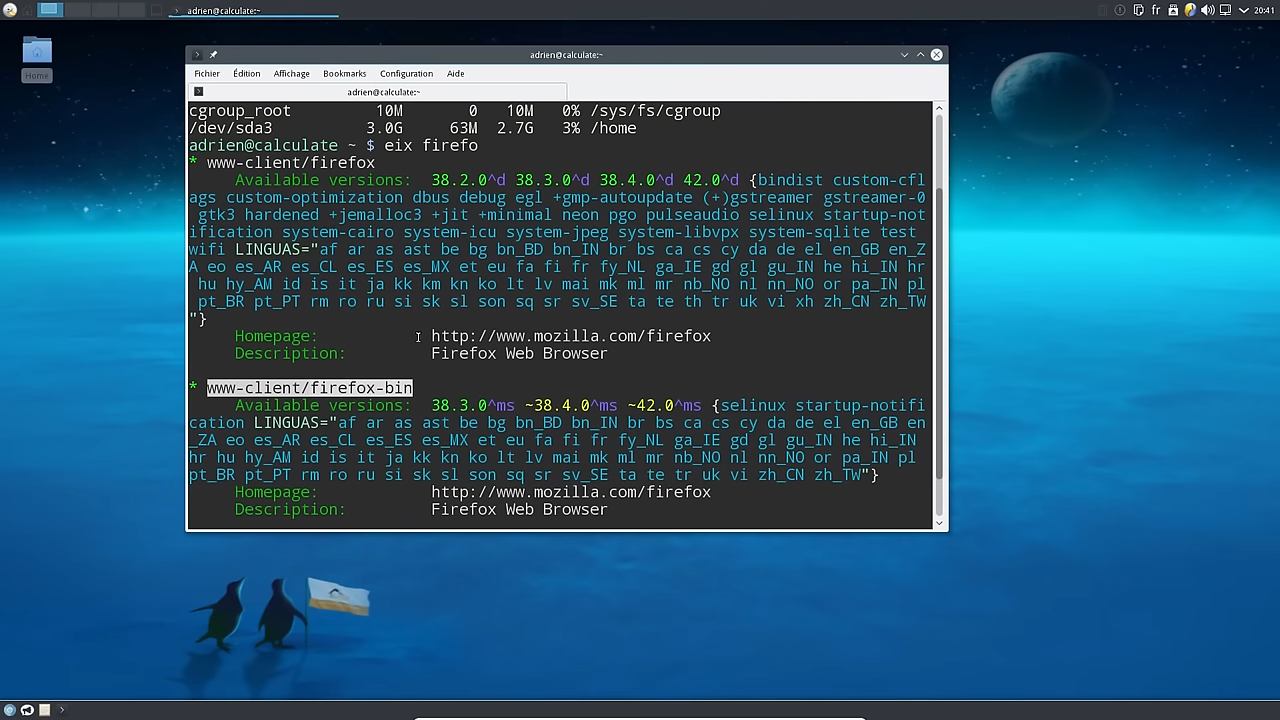 adrien@calculate:~
fr
20:41
Home
adrien@calculate:~
Fichier Édition Affichage Bookmarks Configuration Aide
adrien@calculate:~
cgroup_root 10M 0 10M 0% /sys/fs/cgroup
/dev/sda3 3.0G 63M 2.7G 3% /home
adrien@calculate ~ $ eix firefo
* www-client/firefox
Available versions: 38.2.0^d 38.3.0^d 38.4.0^d 42.0^d {bindist custom-cfl
ags custom-optimization dbus debug egl +gmp-autoupdate (+)gstreamer gstreamer-0
gtk3 hardened +jemalloc3 +jit +minimal neon pgo pulseaudio selinux startup-not
ification system-cairo system-icu system-jpeg system-libvpx system-sqlite test
wifi LINGUAS="af ar as ast be bg bn_BD bn_IN br bs ca cs cy da de el en_GB en_Z
A eo es_AR es_CL es_ES es_MX et eu fa fi fr fy_NL ga_IE gd gl gu_IN he hi_IN hr
hu hy_AM id is it ja kk km kn ko lt lv mai mk ml mr nb_NO nl nn_NO or pa_IN pl
pt_BR pt_PT rm ro ru si sk sl son sq sr sv_SE ta te th tr uk vi xh zh_CN zh_TW
"}
Homepage: http://www.mozilla.com/firefox
Description: Firefox Web Browser
* www-client/firefox-bin
Available versions: 38.3.0^ms ~38.4.0^ms ~42.0^ms {selinux startup-notifi
cation LINGUAS="af ar as ast be bg bn_BD bn_IN br bs ca cs cy da de el en_GB en
_ZA eo es_AR es_CL es_ES es_MX et eu fa fi fr fy_NL ga_IE gd gl gu_IN he hi_IN
hr hu hy_AM id is it ja kk km kn ko lt lv mai mk ml mr nb_NO nl nn_NO or pa_IN pl
pt_BR pt_PT rm ro ru si sk sl son sq sr sv_SE ta te tr uk vi zh_CN zh_TW"}
Homepage: http://www.mozilla.com/firefox
Description: Firefox Web Browser